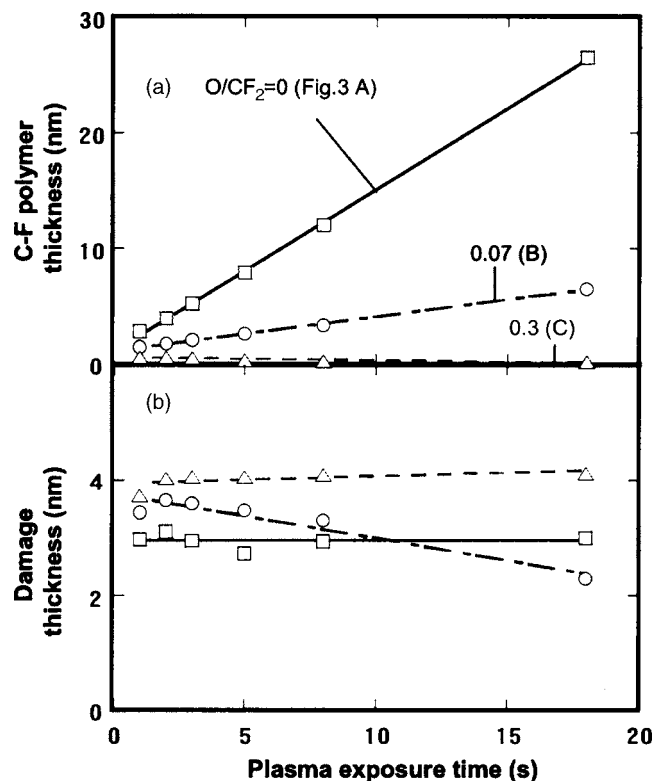 30
(a)
O/CF₂=0 (Fig.3 A)
20
C-F polymer
thickness (nm)
10
0.07 (B)
0.3 (C)
0
(b)
4
Damage
thickness (nm)
2
0
0 5 10 15 20
Plasma exposure time (s)